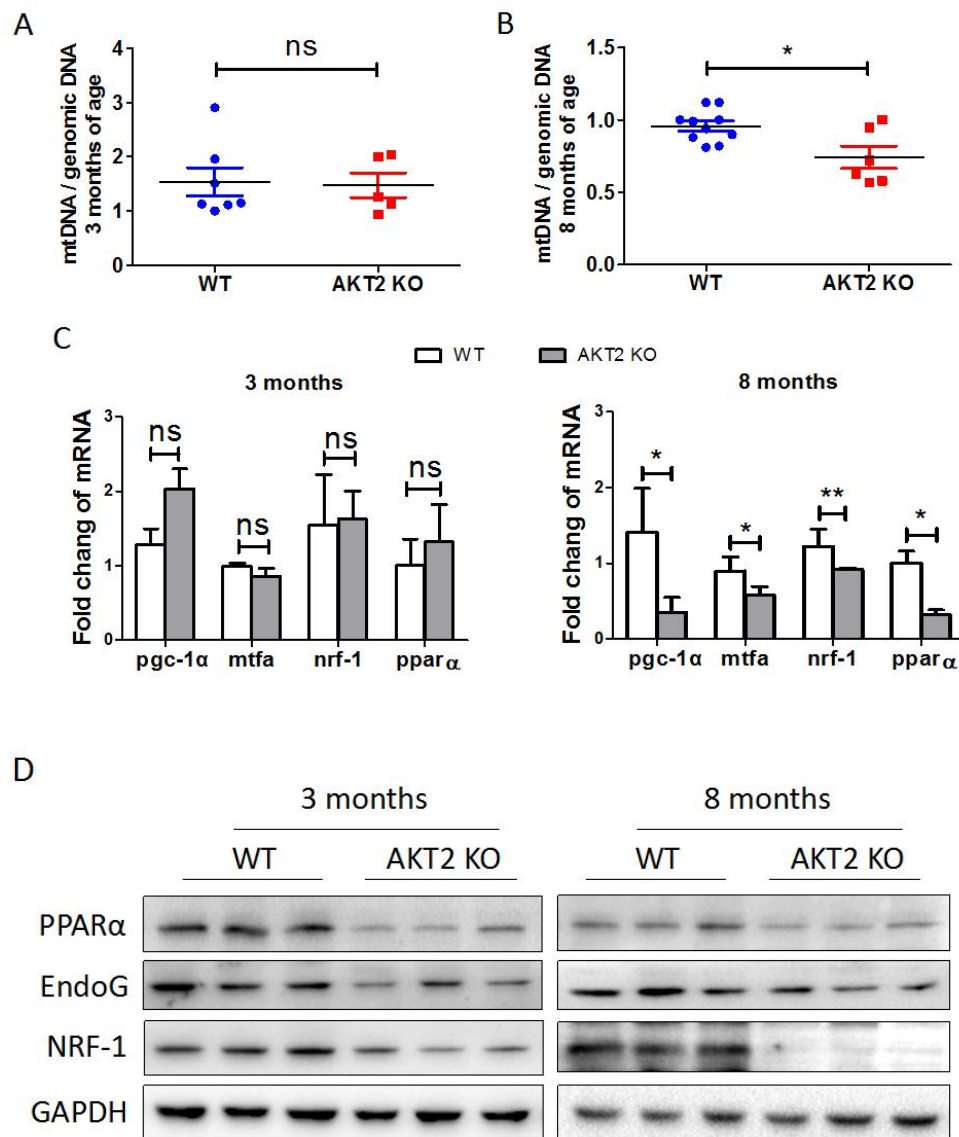 A
mtDNA / genomic DNA
3 months of age
4
3
2
1
0
ns
WT
AKT2 KO
B
mtDNA / genomic DNA
8 months of age
1.5
1.0
0.5
0.0
*
WT
AKT2 KO
C
WT
AKT2 KO
3 months
Fold chang of mRNA
3
2
1
0
ns
ns
ns
ns
pgc-1α
mtfa
nrf-1
pparα
8 months
Fold chang of mRNA
3
2
1
0
*
*
**
*
pgc-1α
mtfa
nrf-1
pparα
D
3 months
8 months
WT
AKT2 KO
WT
AKT2 KO
PPARα
EndoG
NRF-1
GAPDH